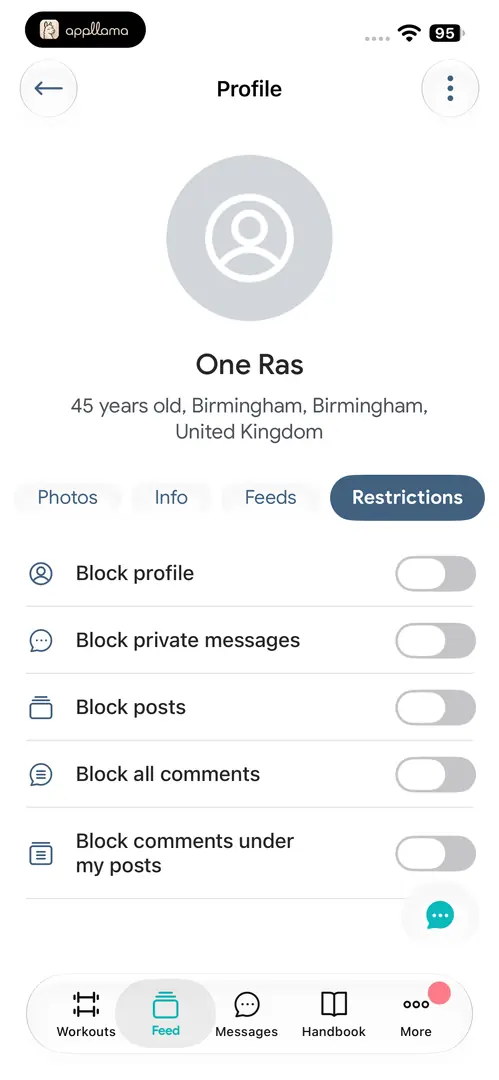 appllama
95
Profile
One Ras
45 years old, Birmingham, Birmingham,
United Kingdom
Photos
Info
Feeds
Restrictions
Block profile
Block private messages
Block posts
Block all comments
Block comments under
my posts
Workouts
Feed
Messages
Handbook
More